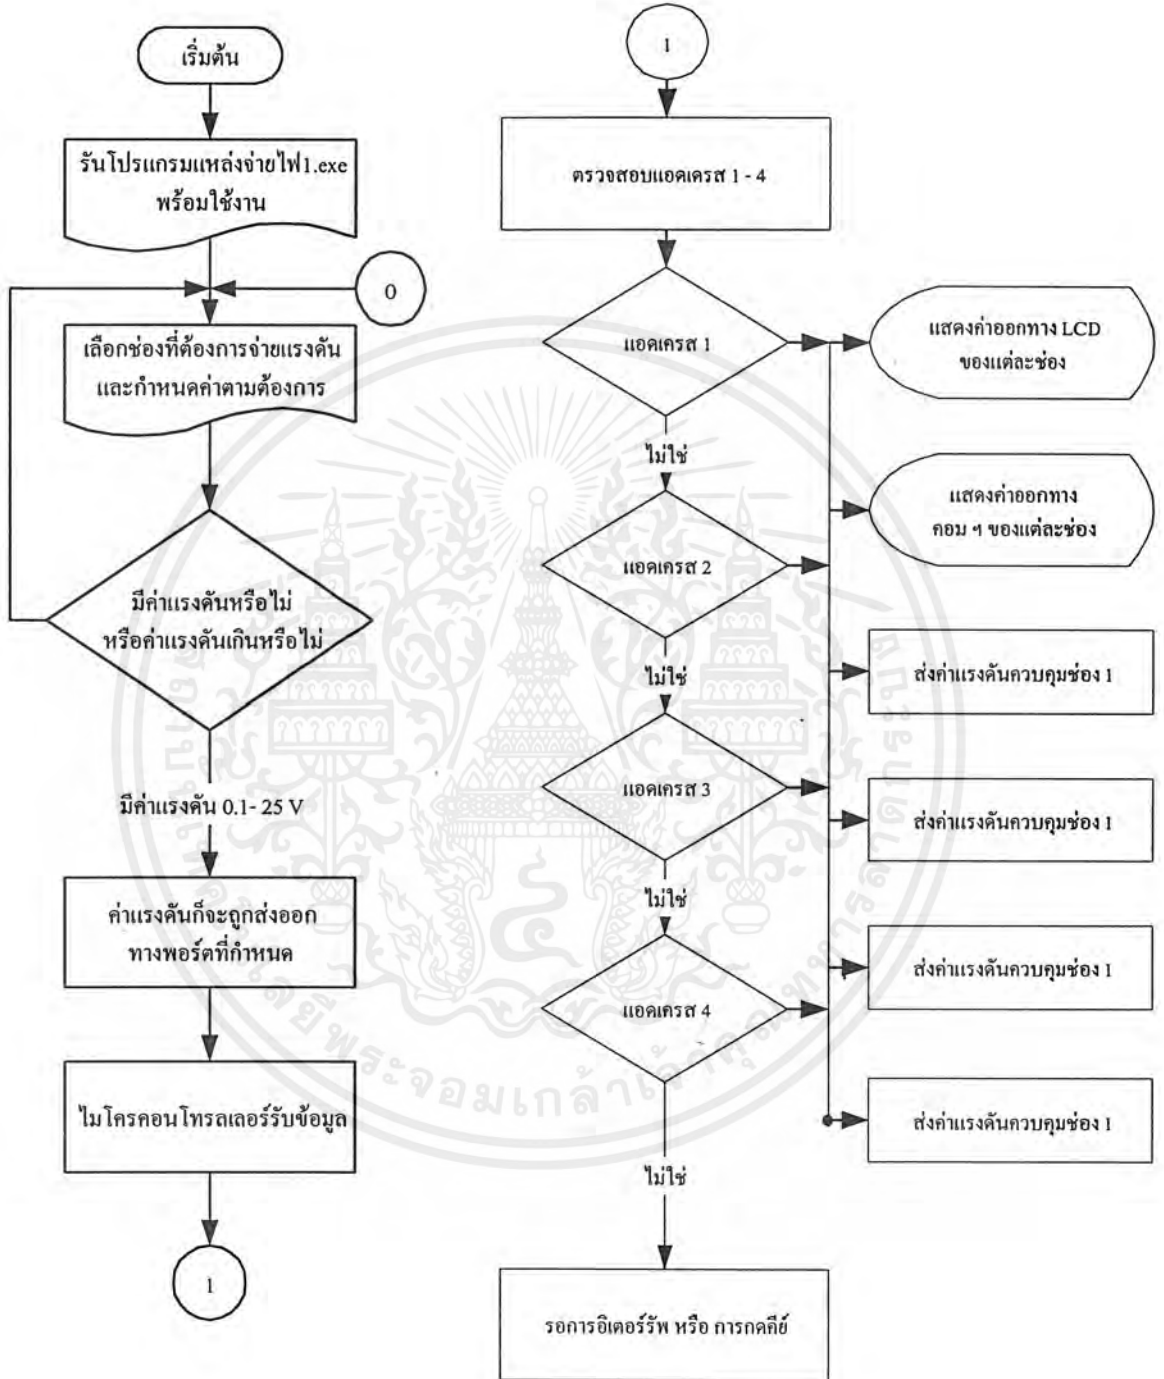 เริ่มต้น
รันโปรแกรมแหล่งจ่ายไฟ1.exe
พร้อมใช้งาน
0
เลือกช่องที่ต้องการจ่ายแรงดัน
และกำหนดค่าตามต้องการ
มีค่าแรงดันหรือไม่
หรือค่าแรงดันเกินหรือไม่
มีค่าแรงดัน 0.1- 25 V
ค่าแรงดันก็จะถูกส่งออก
ทางพอร์ตที่กำหนด
ไมโครคอนโทรลเลอร์รับข้อมูล
1
1
ตรวจสอบแอดเดรส 1 - 4
แอดเดรส 1
ไม่ใช่
แอดเดรส 2
ไม่ใช่
แอดเดรส 3
ไม่ใช่
แอดเดรส 4
ไม่ใช่
รอการอิเตอร์รัพ หรือ การกดคีย์
แสดงค่าออกทาง LCD
ของแต่ละช่อง
แสดงค่าออกทาง
คอม ฯ ของแต่ละช่อง
ส่งค่าแรงดันควบคุมช่อง 1
ส่งค่าแรงดันควบคุมช่อง 1
ส่งค่าแรงดันควบคุมช่อง 1
ส่งค่าแรงดันควบคุมช่อง 1